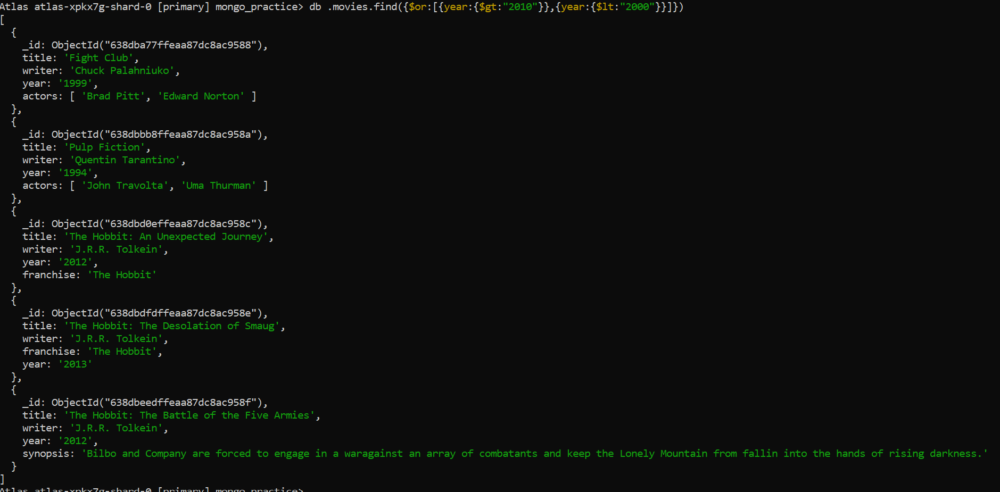 Atlas atlas-xpkx7g-shard-0 [primary] mongo_practice> db .movies.find({$or:[{year:{$gt:"2010"}},{year:{$lt:"2000"}}]})
[
  {
    _id: ObjectId("638dba77ffeaa87dc8ac9588"),
    title: 'Fight Club',
    writer: 'Chuck Palahniuko',
    year: '1999',
    actors: [ 'Brad Pitt', 'Edward Norton' ]
  },
  {
    _id: ObjectId("638dbbb8ffeaa87dc8ac958a"),
    title: 'Pulp Fiction',
    writer: 'Quentin Tarantino',
    year: '1994',
    actors: [ 'John Travolta', 'Uma Thurman' ]
  },
  {
    _id: ObjectId("638dbd0effeaa87dc8ac958c"),
    title: 'The Hobbit: An Unexpected Journey',
    writer: 'J.R.R. Tolkein',
    year: '2012',
    franchise: 'The Hobbit'
  },
  {
    _id: ObjectId("638dbdfdffeaa87dc8ac958e"),
    title: 'The Hobbit: The Desolation of Smaug',
    writer: 'J.R.R. Tolkein',
    franchise: 'The Hobbit',
    year: '2013'
  },
  {
    _id: ObjectId("638dbeedffeaa87dc8ac958f"),
    title: 'The Hobbit: The Battle of the Five Armies',
    writer: 'J.R.R. Tolkein',
    year: '2012',
    synopsis: 'Bilbo and Company are forced to engage in a waragainst an array of combatants and keep the Lonely Mountain from fallin into the hands of rising darkness.'
  }
]
Atlas atlas-xpkx7g-shard-0 [primary] mongo_practice>